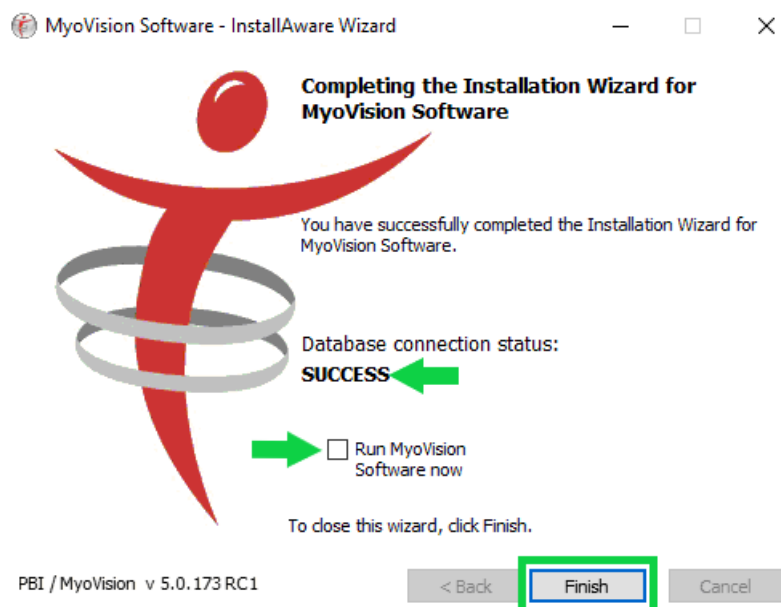 MyoVision Software - InstallAware Wizard
Completing the Installation Wizard for
MyoVision Software
You have successfully completed the Installation Wizard for
MyoVision Software.
Database connection status:
SUCCESS
Run MyoVision
Software now
To close this wizard, click Finish.
PBI / MyoVision v 5.0.173 RC1
< Back
Finish
Cancel